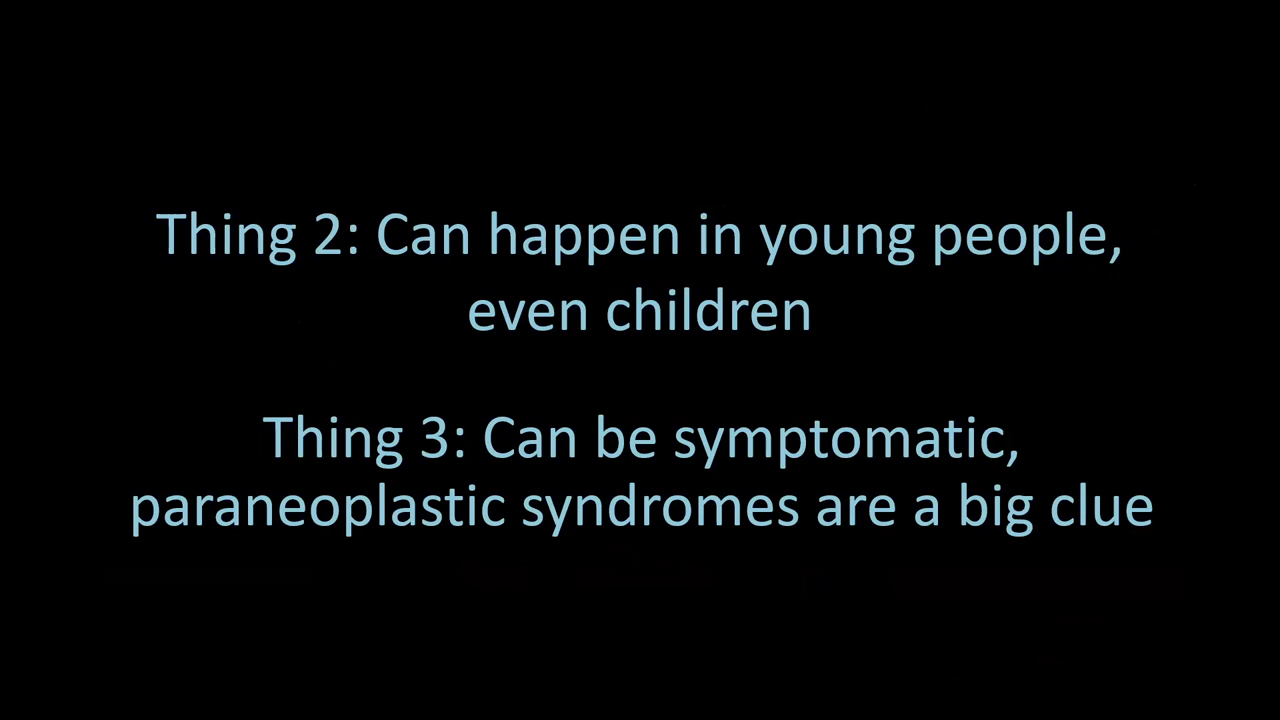 Thing 2: Can happen in young people,
even children
Thing 3: Can be symptomatic,
paraneoplastic syndromes are a big clue